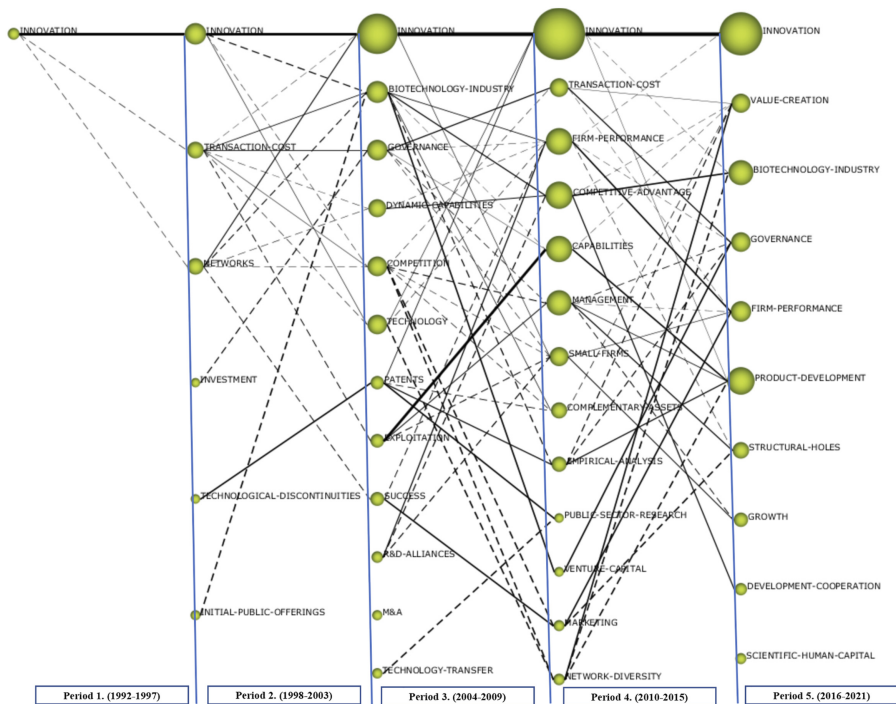 INNOVATION
INNOVATION
TRANSACTION-COST
NETWORKS
INVESTMENT
TECHNOLOGICAL-DISCONTINUITIES
INITIAL-PUBLIC-OFFERINGS
INNOVATION
BIOTECHNOLOGY-INDUSTRY
GOVERNANCE
DYNAMIC-CAPABILITIES
COMPETITION
TECHNOLOGY
PATENTS
EXPLOITATION
SUCCESS
R&D-ALLIANCES
M&A
TECHNOLOGY-TRANSFER
INNOVATION
TRANSACTION-COST
FIRM-PERFORMANCE
COMPETITIVE-ADVANTAGE
CAPABILITIES
MANAGEMENT
SMALL-FIRMS
COMPLEMENTARY-ASSETS
EMPIRICAL-ANALYSIS
PUBLIC-SECTOR-RESEARCH
VENTURE-CAPITAL
MARKETING
NETWORK-DIVERSITY
INNOVATION
VALUE-CREATION
BIOTECHNOLOGY-INDUSTRY
GOVERNANCE
FIRM-PERFORMANCE
PRODUCT-DEVELOPMENT
STRUCTURAL-HOLES
GROWTH
DEVELOPMENT-COOPERATION
SCIENTIFIC-HUMAN-CAPITAL
Period 1. (1992-1997)
Period 2. (1998-2003)
Period 3. (2004-2009)
Period 4. (2010-2015)
Period 5. (2016-2021)